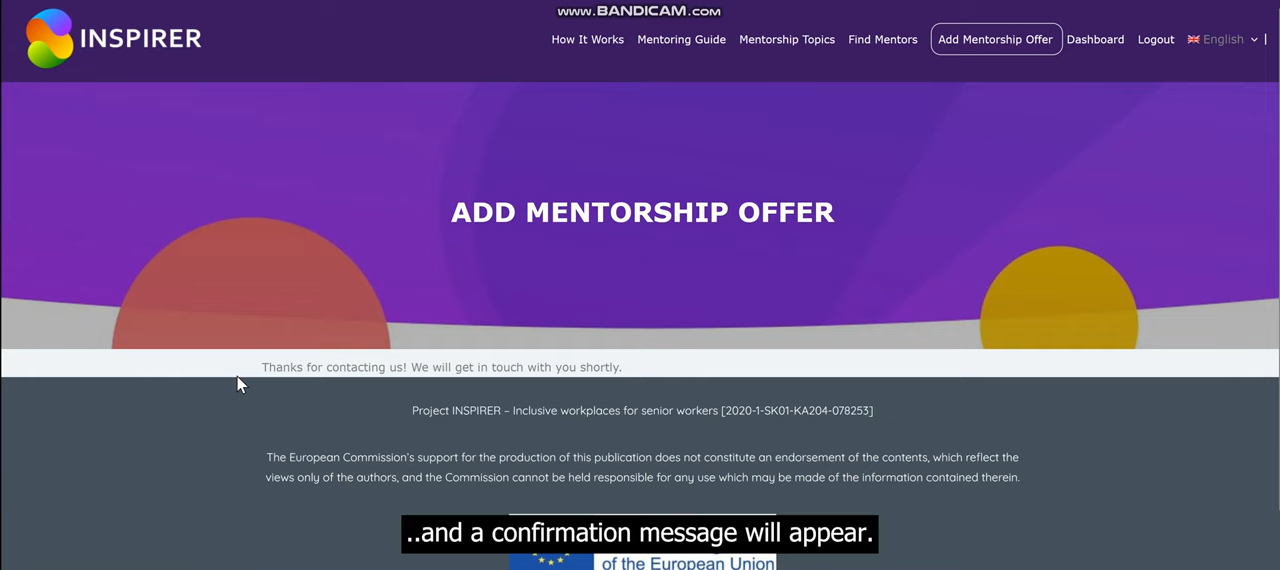 www.BANDICAM.com
INSPIRER
How It Works Mentoring Guide Mentorship Topics Find Mentors Add Mentorship Offer Dashboard Logout English
ADD MENTORSHIP OFFER
Thanks for contacting us! We will get in touch with you shortly.
Project INSPIRER – Inclusive workplaces for senior workers [2020-1-SK01-KA204-078253]
The European Commission's support for the production of this publication does not constitute an endorsement of the contents, which reflect the
views only of the authors, and the Commission cannot be held responsible for any use which may be made of the information contained therein.
..and a confirmation message will appear.
of the European Union